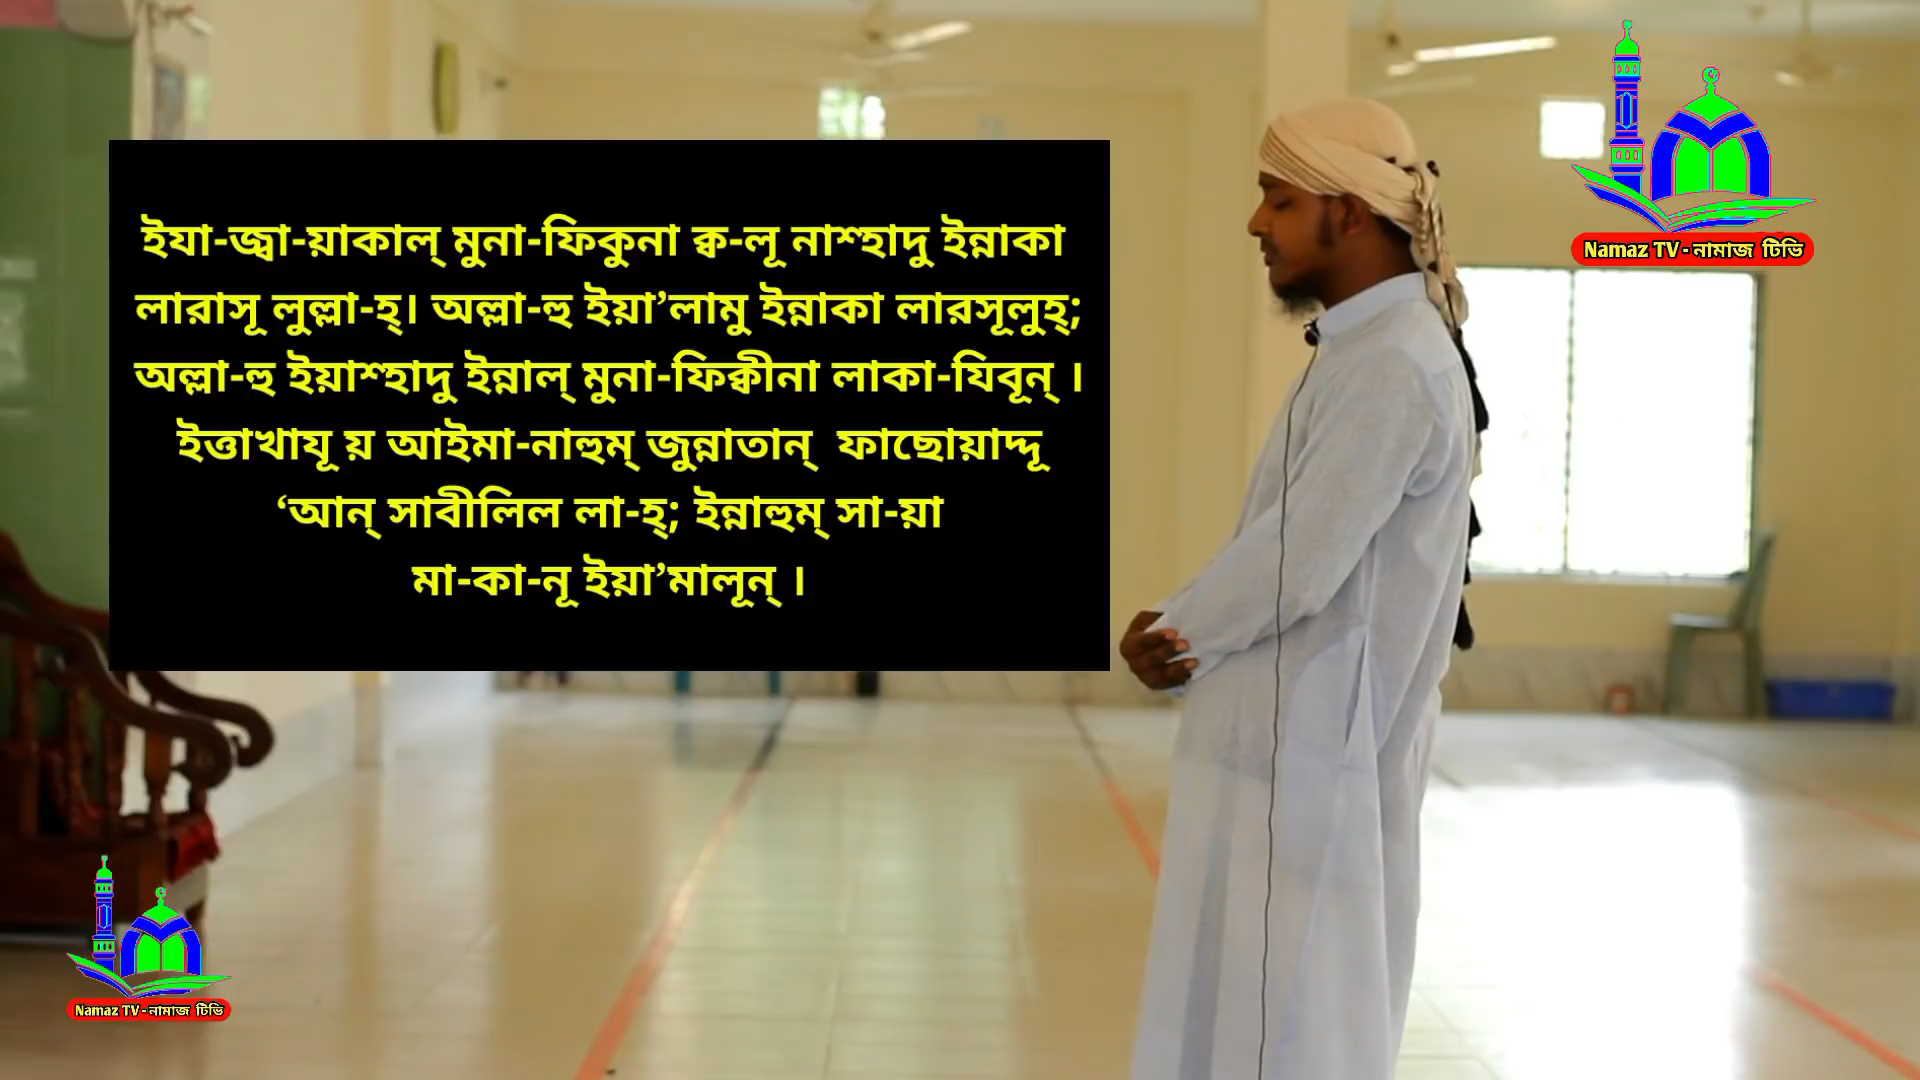 ইযা-জ্বা-য়াকাল্ মুনা-ফিকুনা ক্ব-লূ নাশ্হাদু ইন্নাকা
লারাসূ লুল্লা-হ্। অল্লা-হু ইয়া’লামু ইন্নাকা লারসূলুহ্;
অল্লা-হু ইয়াশ্হাদু ইন্নাল্ মুনা-ফিক্বীনা লাকা-যিবূন্ ।
ইত্তাখাযূ য় আইমা-নাহুম্ জুন্নাতান্ ফাছোয়াদ্দূ
‘আন্ সাবীলিল লা-হ্; ইন্নাহুম্ সা-য়া
মা-কা-নূ ইয়া’মালূন্ ।
Namaz TV - নামাজ টিভি
Namaz TV - নামাজ টিভি